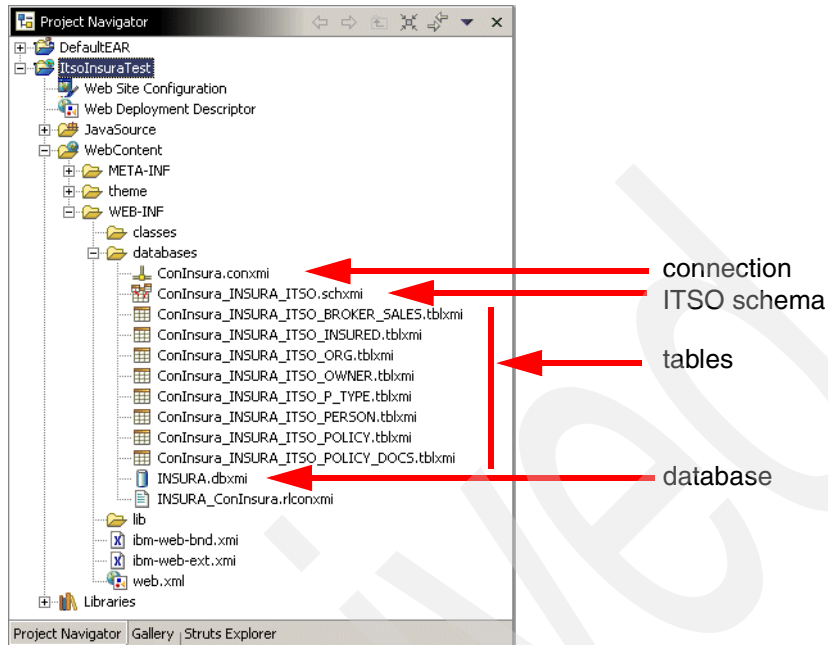 Project Navigator
DefaultEAR
ItsoInsuraTest
Web Site Configuration
Web Deployment Descriptor
JavaSource
WebContent
META-INF
theme
WEB-INF
classes
databases
ConInsura.conxmi
ConInsura_INSURA_ITSO.schxmi
ConInsura_INSURA_ITSO_BROKER_SALES.tblxmi
ConInsura_INSURA_ITSO_INSURED.tblxmi
ConInsura_INSURA_ITSO_ORG.tblxmi
ConInsura_INSURA_ITSO_OWNER.tblxmi
ConInsura_INSURA_ITSO_P_TYPE.tblxmi
ConInsura_INSURA_ITSO_PERSON.tblxmi
ConInsura_INSURA_ITSO_POLICY.tblxmi
ConInsura_INSURA_ITSO_POLICY_DOCS.tblxmi
INSURA.dbxmi
INSURA_ConInsura.rlconxmi
lib
ibm-web-bnd.xmi
ibm-web-ext.xmi
web.xml
Libraries
Project Navigator Gallery Struts Explorer
connection
ITSO schema
tables
database